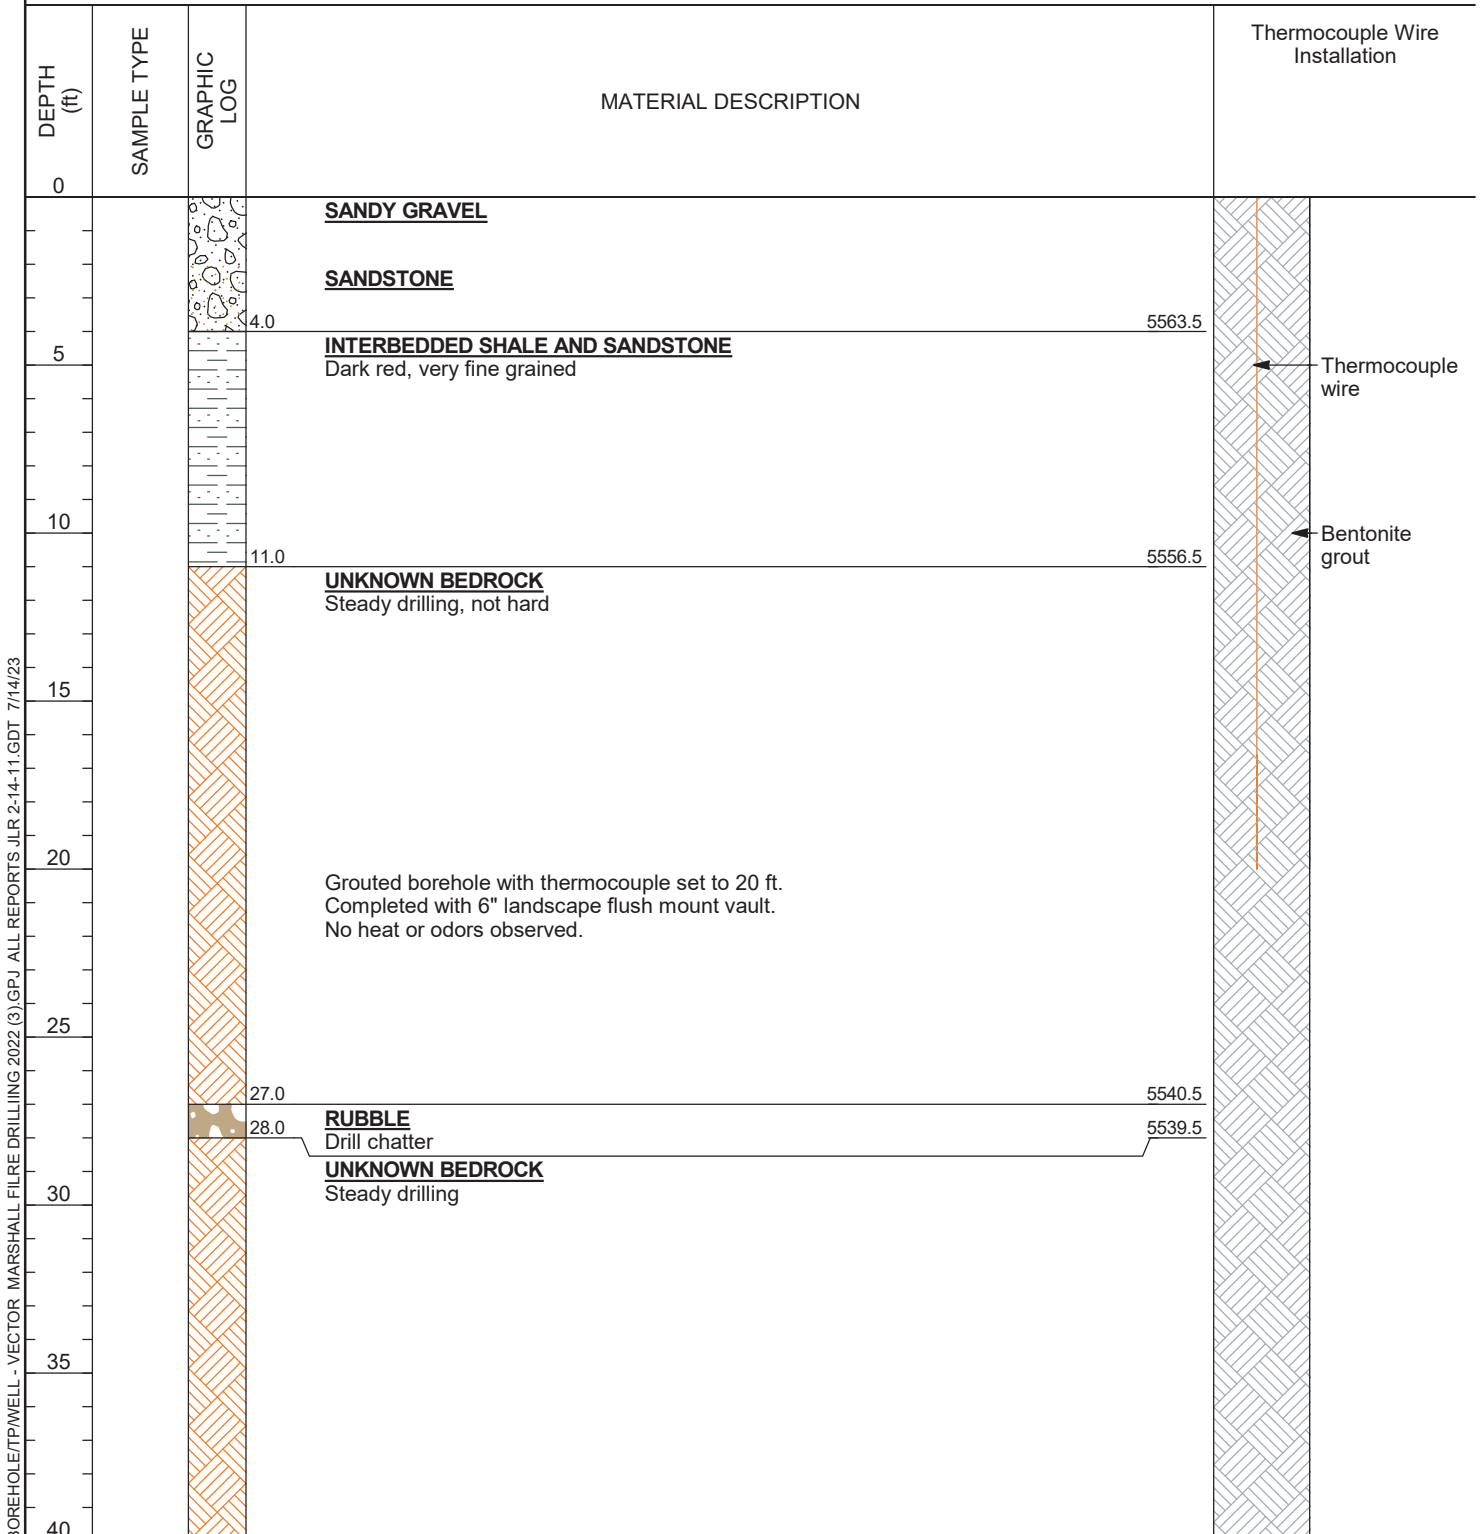 DEPTH
(ft)
SAMPLE TYPE
GRAPHIC
LOG
MATERIAL DESCRIPTION
Thermocouple Wire
Installation
0
SANDY GRAVEL
SANDSTONE
4.0 5563.5
INTERBEDDED SHALE AND SANDSTONE
5
Dark red, very fine grained
Thermocouple
wire
10
Bentonite
grout
11.0 5556.5
UNKNOWN BEDROCK
Steady drilling, not hard
15
20
Grouted borehole with thermocouple set to 20 ft.
Completed with 6" landscape flush mount vault.
No heat or odors observed.
25
27.0 5540.5
RUBBLE
28.0 5539.5
Drill chatter
UNKNOWN BEDROCK
Steady drilling
30
35
40
BOREHOLE/TP/WELL - VECTOR MARSHALL FILRE DRILLIING 2022 (3).GPJ ALL REPORTS JLR 2-14-11.GDT 7/14/23